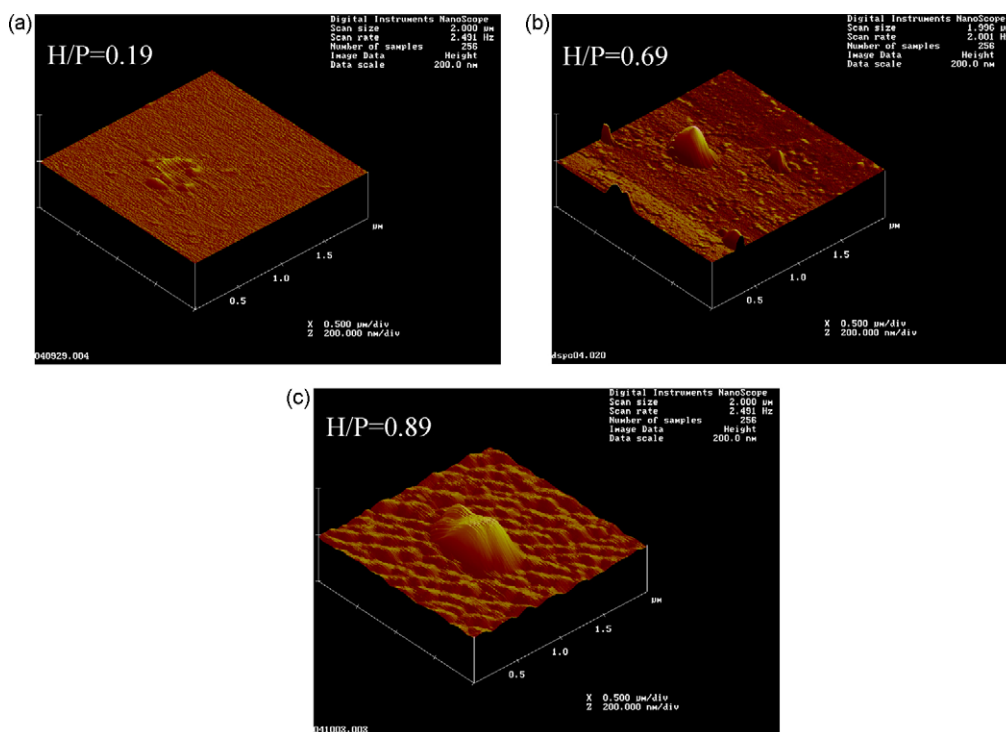 (a)
H/P=0.19
Digital Instruments NanoScope
Scan size 2.000 µm
Scan rate 2.491 Hz
Number of samples 256
Image Data Height
Data scale 200.0 nm
µm
1.5
1.0
0.5
X 0.500 µm/div
Z 200.000 nm/div
040929.004
(b)
H/P=0.69
Digital Instruments NanoScope
Scan size 1.996 µm
Scan rate 2.001 Hz
Number of samples 256
Image Data Height
Data scale 200.0 nm
µm
1.5
1.0
0.5
X 0.500 µm/div
Z 200.000 nm/div
dspa04.020
(c)
H/P=0.89
Digital Instruments NanoScope
Scan size 2.000 µm
Scan rate 2.491 Hz
Number of samples 256
Image Data Height
Data scale 200.0 nm
µm
1.5
1.0
0.5
X 0.500 µm/div
Z 200.000 nm/div
041003.003